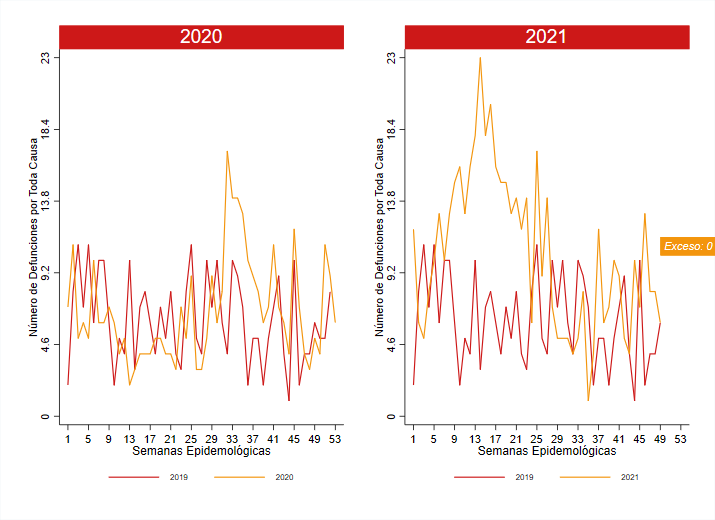 2020
Número de Defunciones por Toda Causa
23
18.4
13.8
9.2
4.6
0
1 5 9 13 17 21 25 29 33 37 41 45 49 53
Semanas Epidemiológicas
2019 2020
2021
Número de Defunciones por Toda Causa
23
18.4
13.8
9.2
4.6
0
Exceso: 0
1 5 9 13 17 21 25 29 33 37 41 45 49 53
Semanas Epidemiológicas
2019 2021